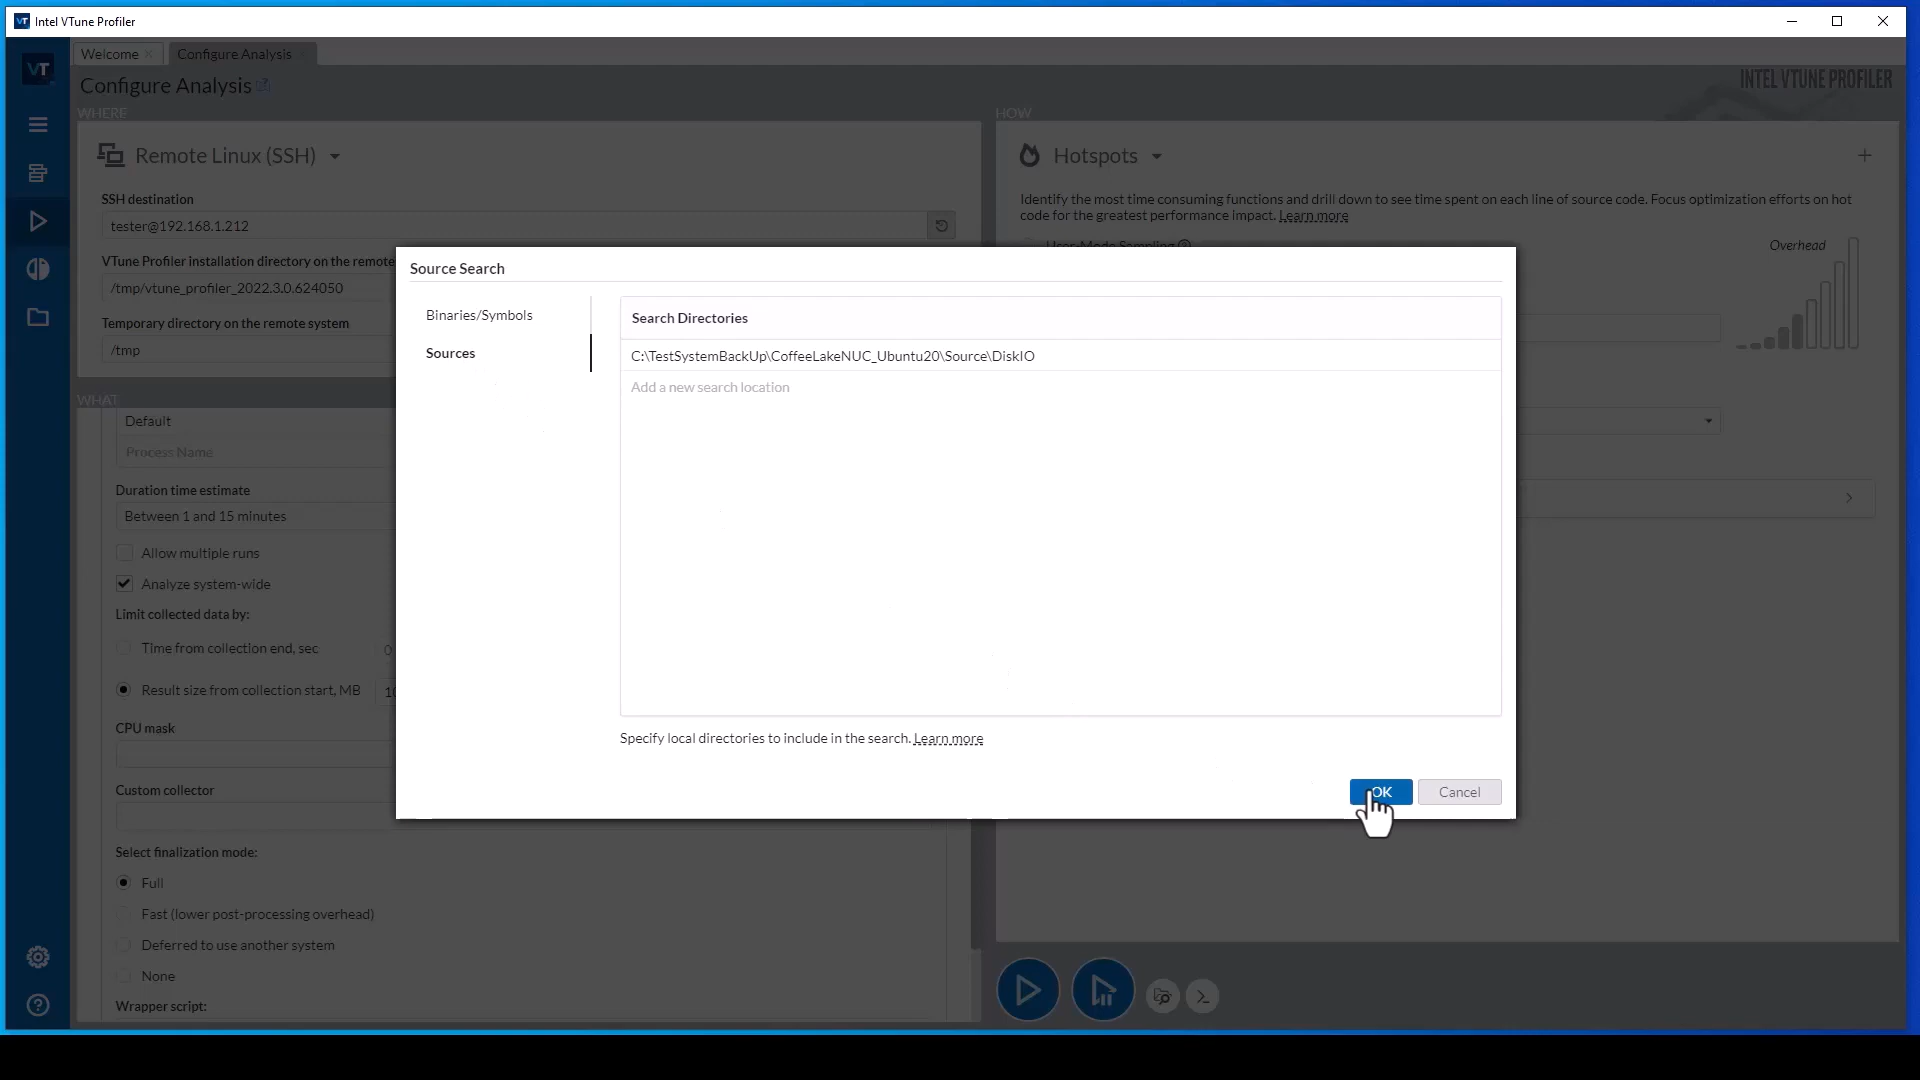 VT Intel VTune Profiler
VT
Welcome
Configure Analysis
Configure Analysis
INTEL VTUNE PROFILER
WHERE
Remote Linux (SSH)
SSH destination
tester@192.168.1.212
VTune Profiler installation directory on the remote
/tmp/vtune_profiler_2022.3.0.624050
Temporary directory on the remote system
/tmp
WHAT
Default
Process Name
Duration time estimate
Between 1 and 15 minutes
Allow multiple runs
Analyze system-wide
Limit collected data by:
Time from collection end, sec
0
Result size from collection start, MB
10
CPU mask
Custom collector
Select finalization mode:
Full
Fast (lower post-processing overhead)
Deferred to use another system
None
Wrapper script:
HOW
Hotspots
Identify the most time consuming functions and drill down to see time spent on each line of source code. Focus optimization efforts on hot
code for the greatest performance impact. Learn more
User-Mode Sampling
Overhead
Source Search
Binaries/Symbols
Sources
Search Directories
C:\TestSystemBackUp\CoffeeLakeNUC_Ubuntu20\Source\DiskIO
Add a new search location
Specify local directories to include in the search. Learn more
OK
Cancel